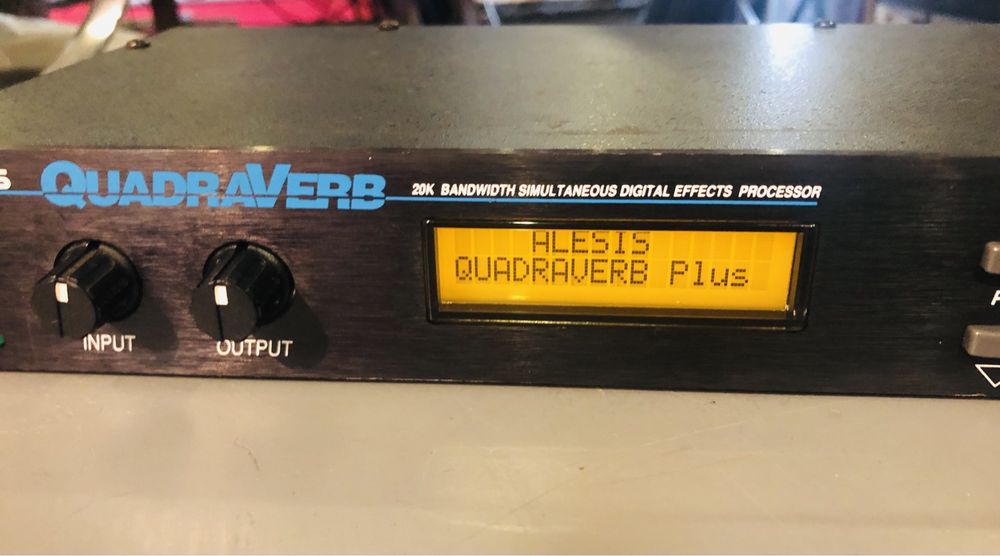 QUADRAVERB
20K BANDWIDTH SIMULTANEOUS DIGITAL EFFECTS PROCESSOR
ALESIS
QUADRAVERB Plus
INPUT
OUTPUT